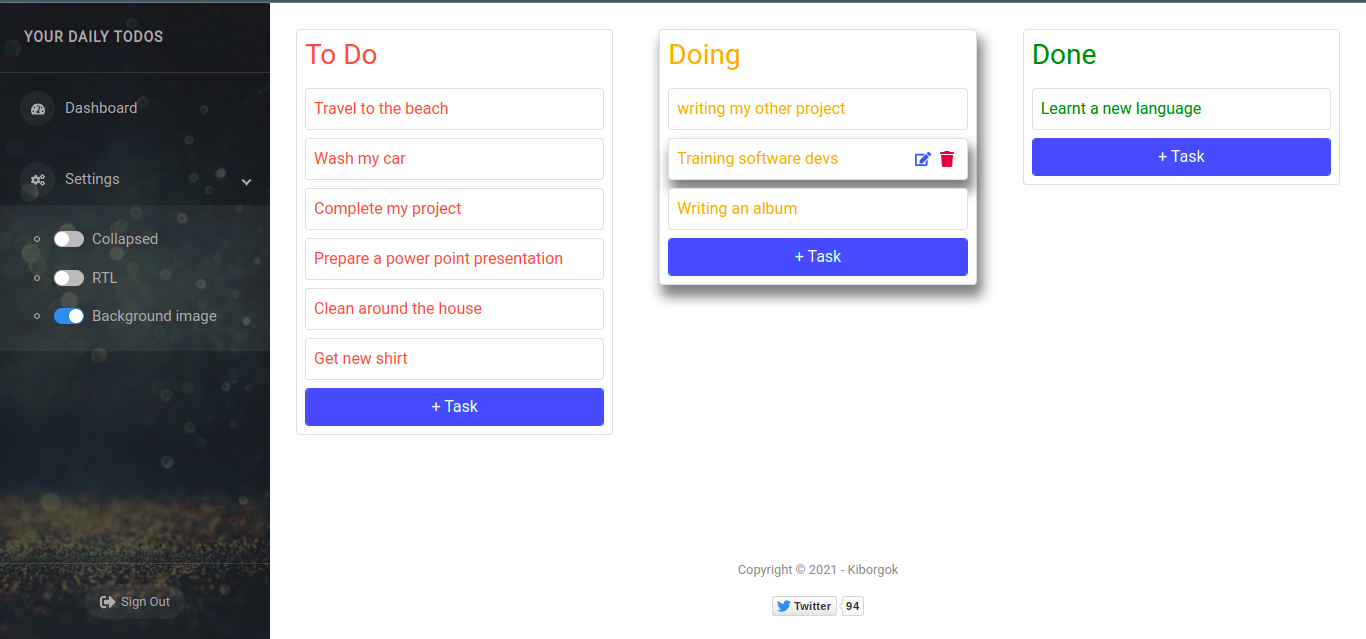 YOUR DAILY TODOS
Dashboard
Settings
Collapsed
RTL
Background image
Sign Out
To Do
Travel to the beach
Wash my car
Complete my project
Prepare a power point presentation
Clean around the house
Get new shirt
+ Task
Doing
writing my other project
Training software devs
Writing an album
+ Task
Done
Learnt a new language
+ Task
Copyright © 2021 - Kiborgok
Twitter 94